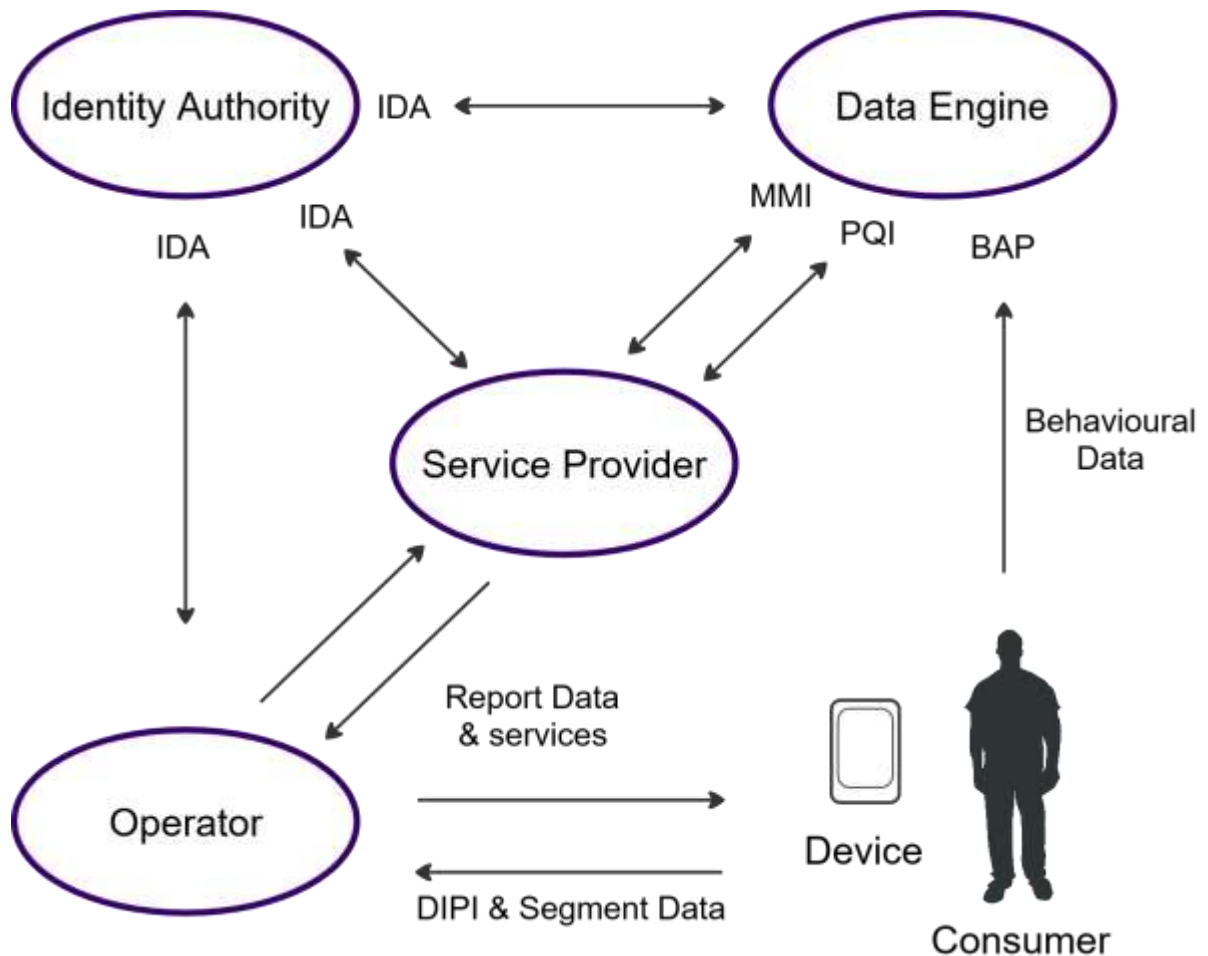 Identity Authority
IDA
Data Engine
IDA
IDA
MMI
PQI
BAP
Service Provider
Behavioural
Data
Report Data
& services
Operator
Device
DIPI & Segment Data
Consumer